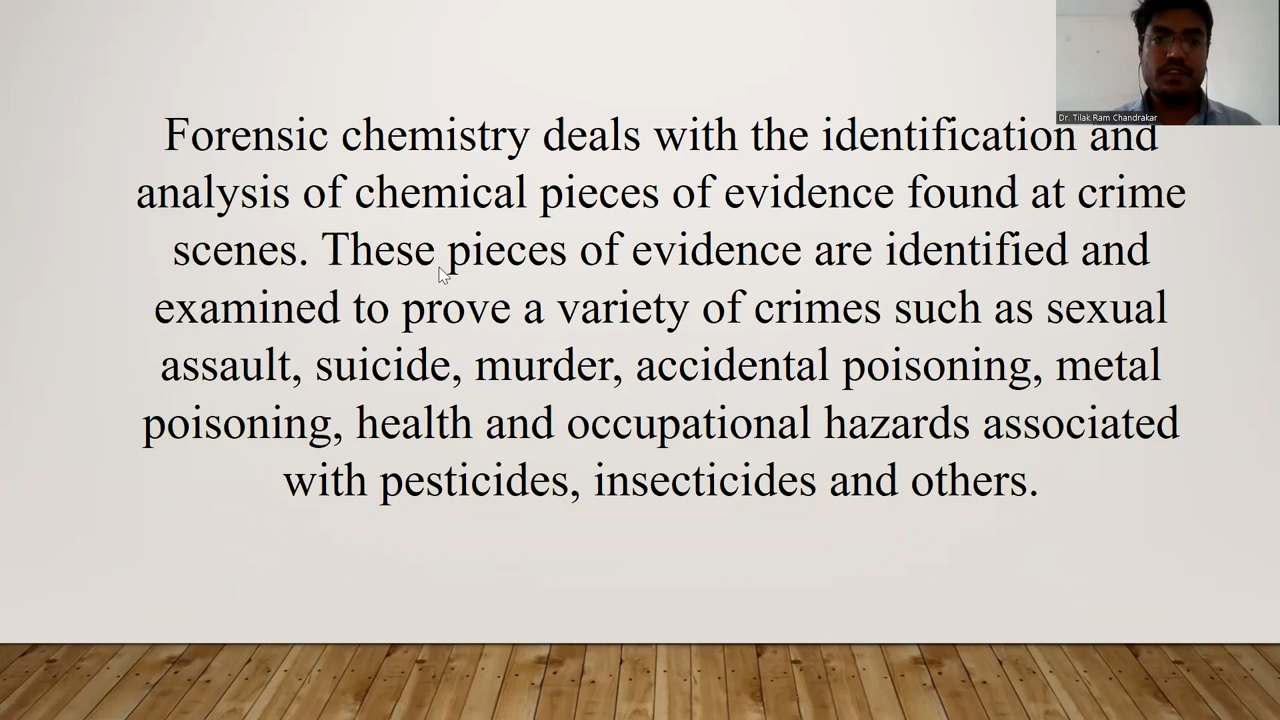 Dr. Tilak Ram Chandrakar
Forensic chemistry deals with the identification and
analysis of chemical pieces of evidence found at crime
scenes. These pieces of evidence are identified and
examined to prove a variety of crimes such as sexual
assault, suicide, murder, accidental poisoning, metal
poisoning, health and occupational hazards associated
with pesticides, insecticides and others.